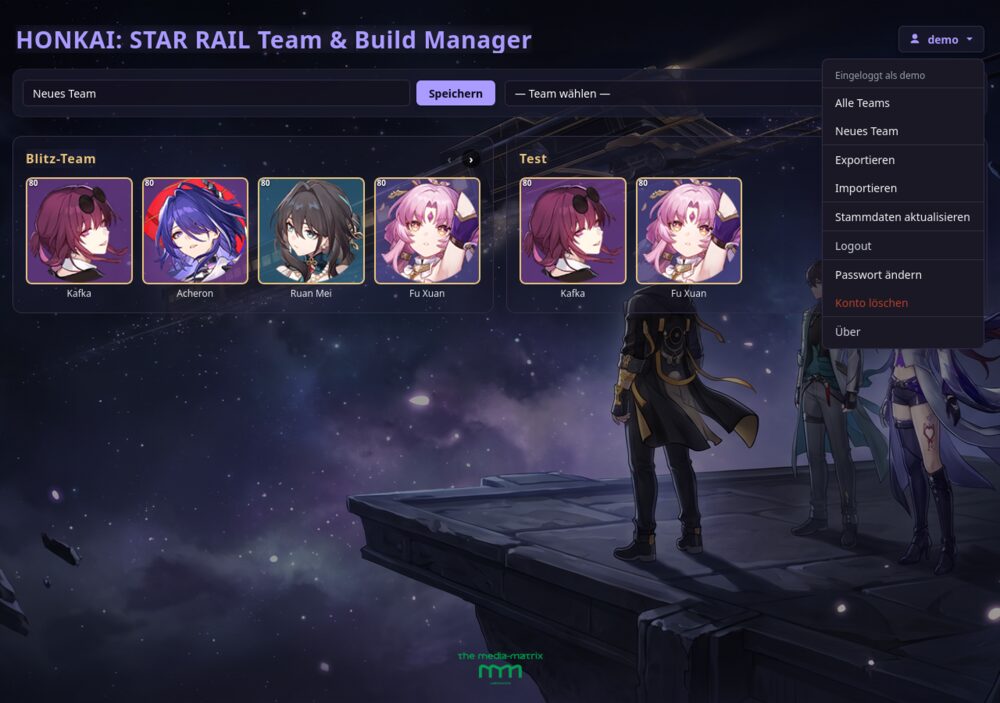 HONKAI: STAR RAIL Team & Build Manager
demo
Neues Team
Speichern
— Team wählen —
Eingeloggt als demo
Alle Teams
Neues Team
Exportieren
Importieren
Stammdaten aktualisieren
Logout
Passwort ändern
Konto löschen
Über
Blitz-Team
80
80
80
80
Kafka
Acheron
Ruan Mei
Fu Xuan
Test
80
80
Kafka
Fu Xuan
the media-matrix
mm